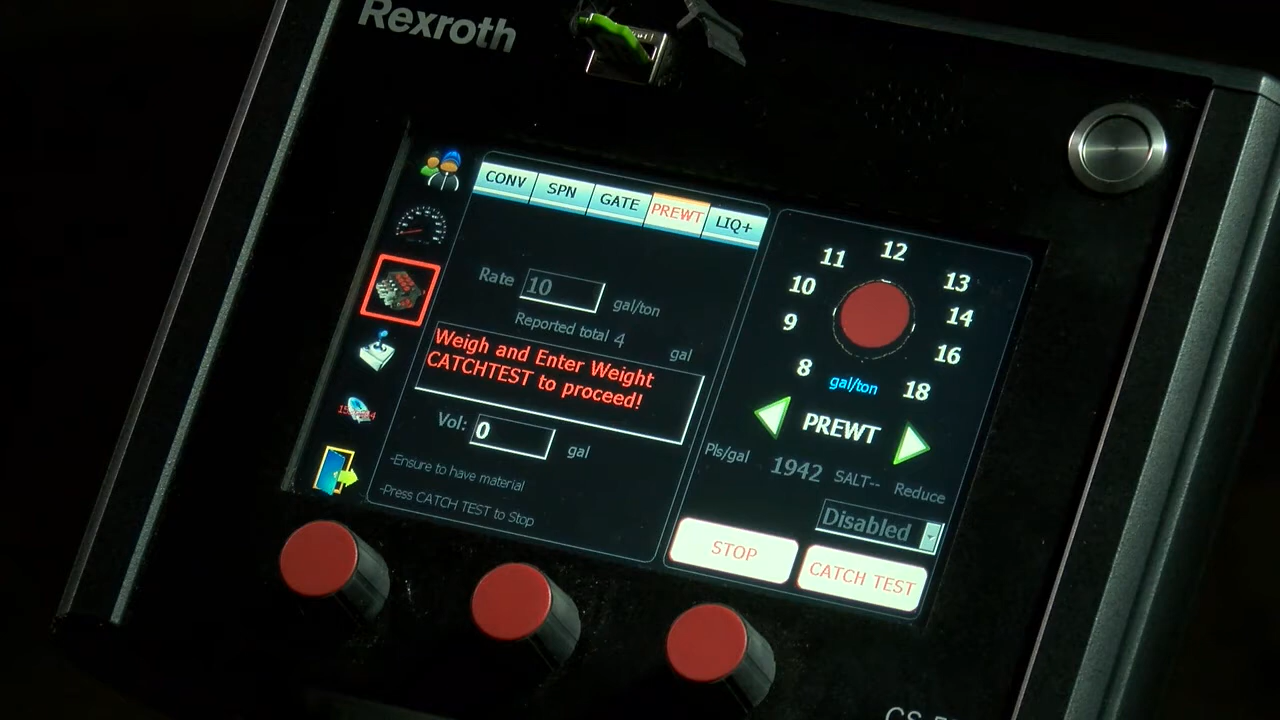 Rexroth
CONV SPN GATE PREWT LIQ+
Rate 10 gal/ton
Reported total 4 gal
Weigh and Enter Weight
CATCHTEST to proceed!
Vol: 0 gal
-Ensure to have material
-Press CATCH TEST to Stop
8 9 10 11 12 13 14 16 18
gal/ton
PREWT
Pls/gal 1942 SALT-- Reduce
Disabled
STOP CATCH TEST